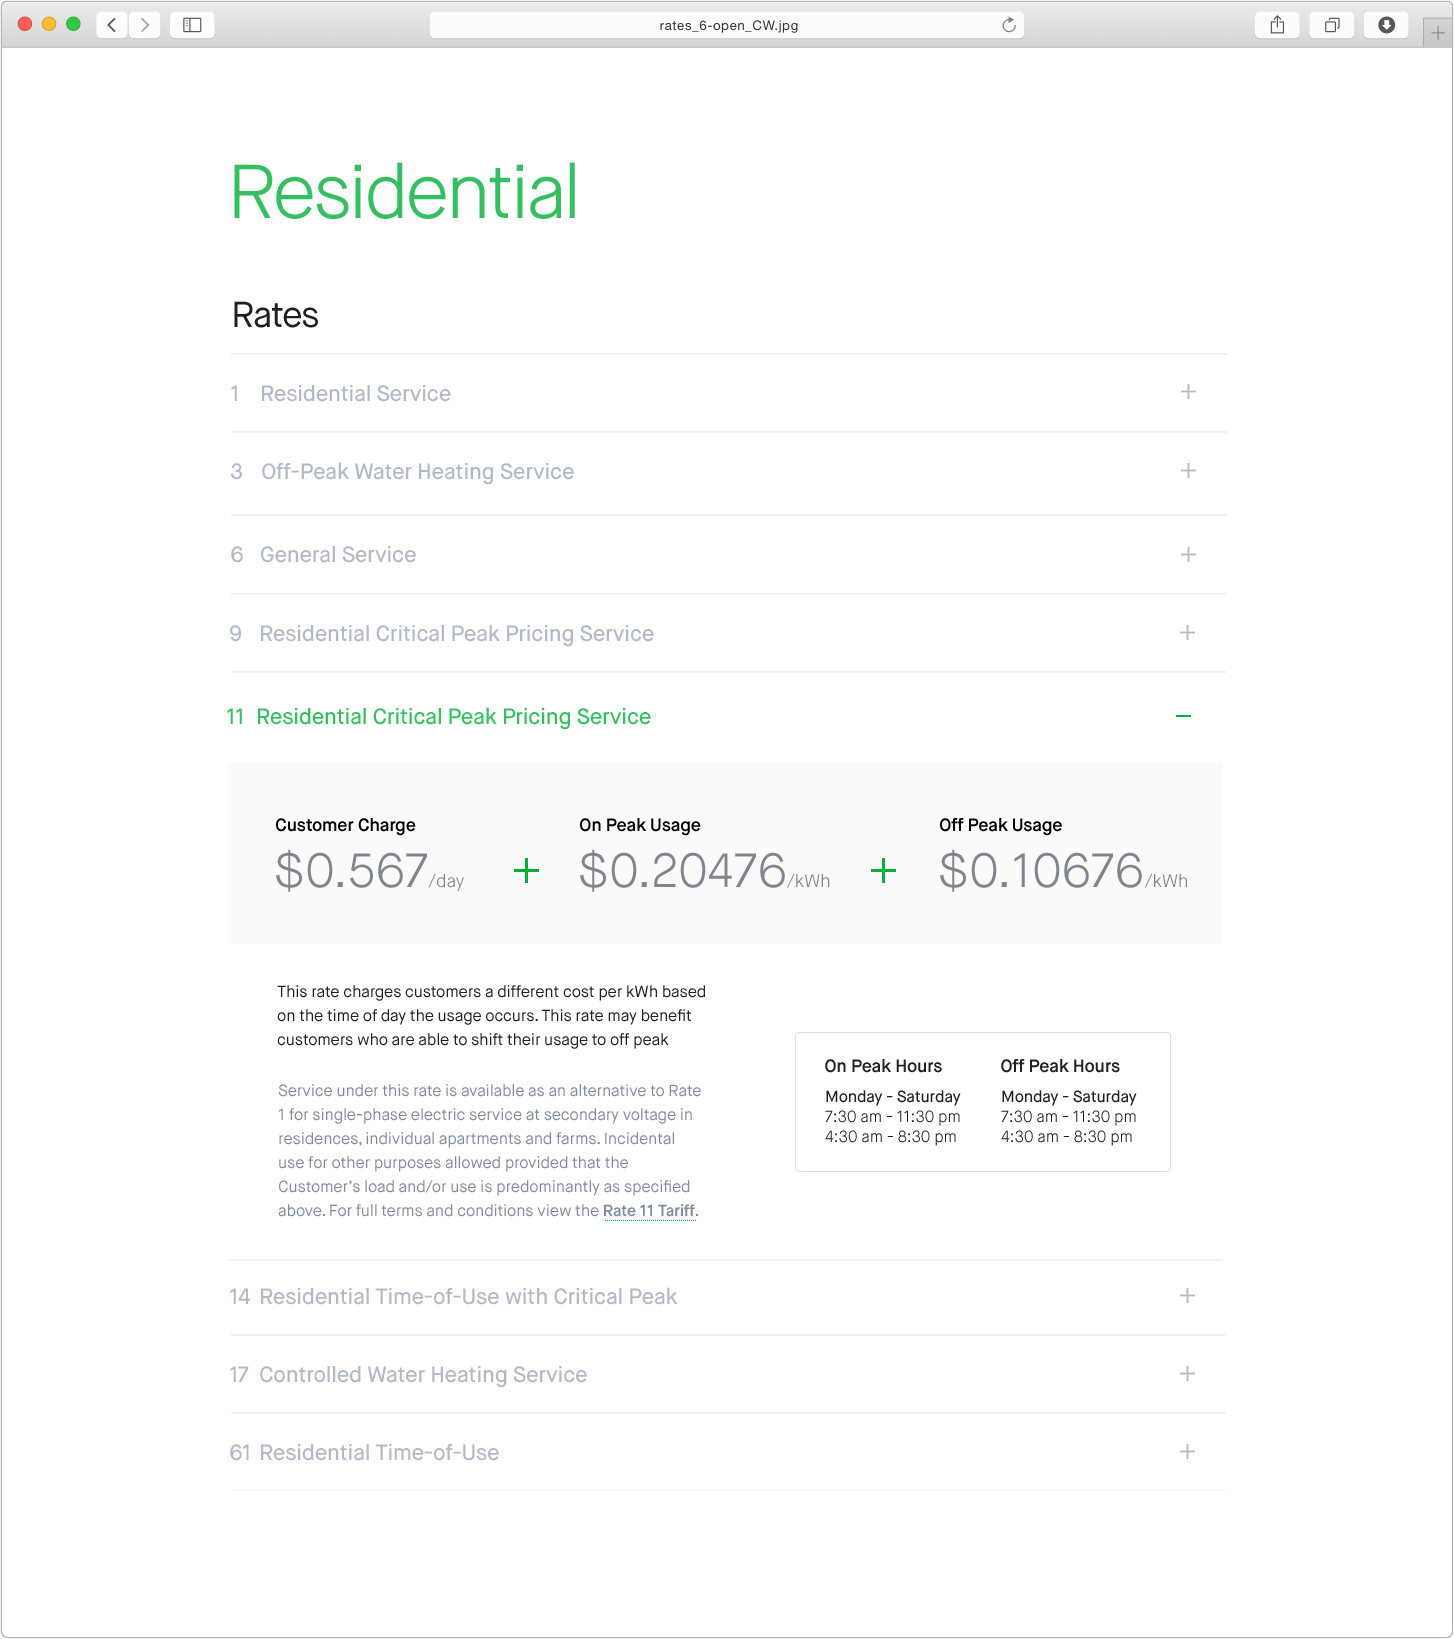 rates_6-open_CW.jpg
Residential
Rates
1 Residential Service +
3 Off-Peak Water Heating Service +
6 General Service +
9 Residential Critical Peak Pricing Service +
11 Residential Critical Peak Pricing Service –
Customer Charge
$0.567/day
+
On Peak Usage
$0.20476/kWh
+
Off Peak Usage
$0.10676/kWh
This rate charges customers a different cost per kWh based
on the time of day the usage occurs. This rate may benefit
customers who are able to shift their usage to off peak
Service under this rate is available as an alternative to Rate
1 for single-phase electric service at secondary voltage in
residences, individual apartments and farms. Incidental
use for other purposes allowed provided that the
Customer's load and/or use is predominantly as specified
above. For full terms and conditions view the Rate 11 Tariff.
On Peak Hours
Monday - Saturday
7:30 am - 11:30 pm
4:30 am - 8:30 pm
Off Peak Hours
Monday - Saturday
7:30 am - 11:30 pm
4:30 am - 8:30 pm
14 Residential Time-of-Use with Critical Peak +
17 Controlled Water Heating Service +
61 Residential Time-of-Use +